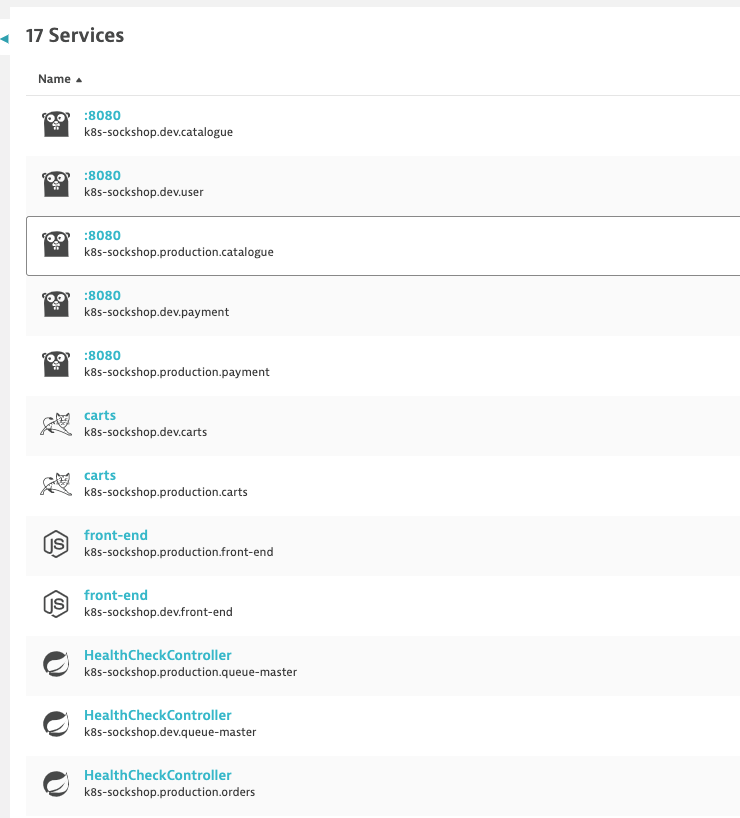 17 Services
Name
:8080
k8s-sockshop.dev.catalogue
:8080
k8s-sockshop.dev.user
:8080
k8s-sockshop.production.catalogue
:8080
k8s-sockshop.dev.payment
:8080
k8s-sockshop.production.payment
carts
k8s-sockshop.dev.carts
carts
k8s-sockshop.production.carts
JS
front-end
k8s-sockshop.production.front-end
JS
front-end
k8s-sockshop.dev.front-end
HealthCheckController
k8s-sockshop.production.queue-master
HealthCheckController
k8s-sockshop.dev.queue-master
HealthCheckController
k8s-sockshop.production.orders